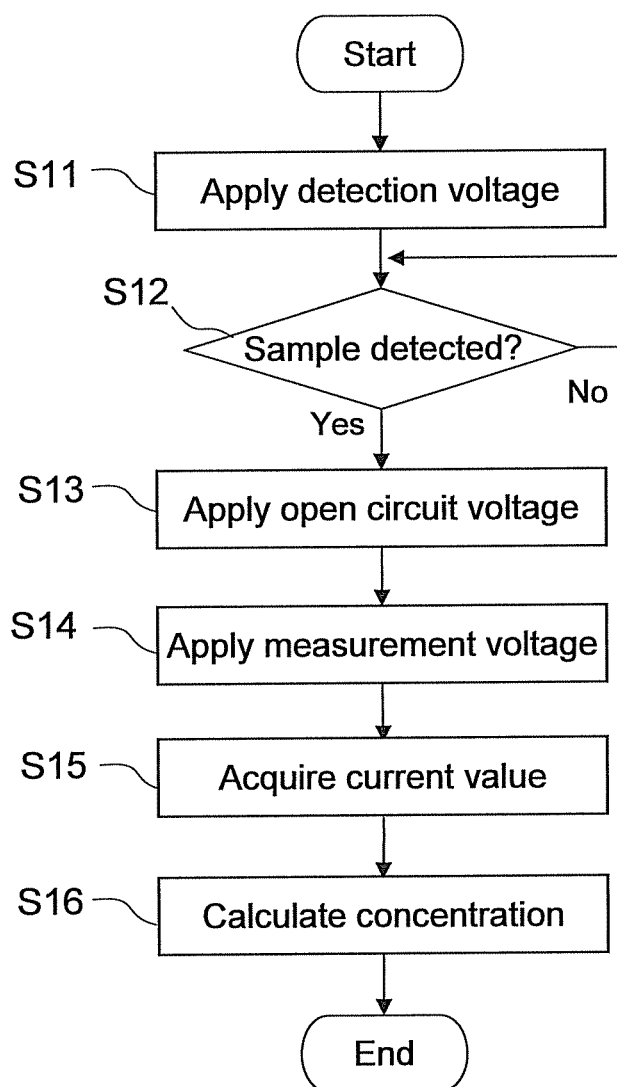 Start
S11
Apply detection voltage
S12
Sample detected?
No
Yes
S13
Apply open circuit voltage
S14
Apply measurement voltage
S15
Acquire current value
S16
Calculate concentration
End